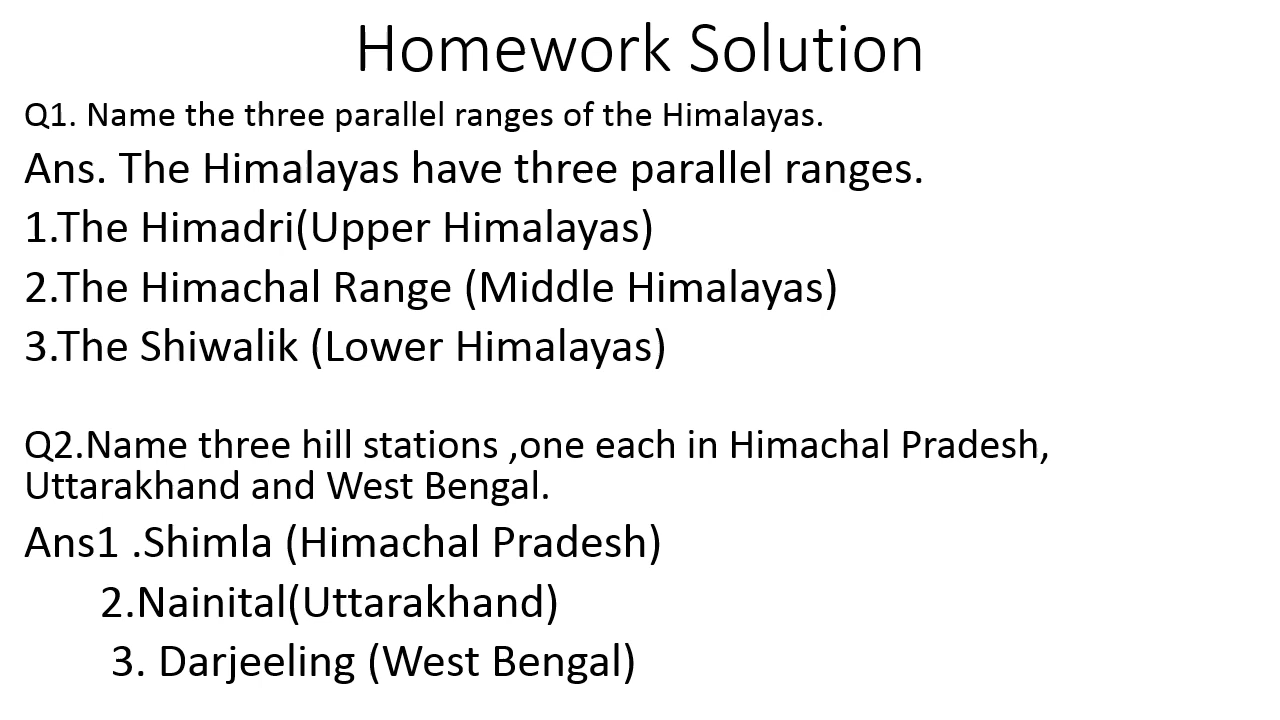 Homework Solution
Q1. Name the three parallel ranges of the Himalayas.
Ans. The Himalayas have three parallel ranges.
1.The Himadri(Upper Himalayas)
2.The Himachal Range (Middle Himalayas)
3.The Shiwalik (Lower Himalayas)
Q2.Name three hill stations ,one each in Himachal Pradesh,
Uttarakhand and West Bengal.
Ans1 .Shimla (Himachal Pradesh)
2.Nainital(Uttarakhand)
3. Darjeeling (West Bengal)